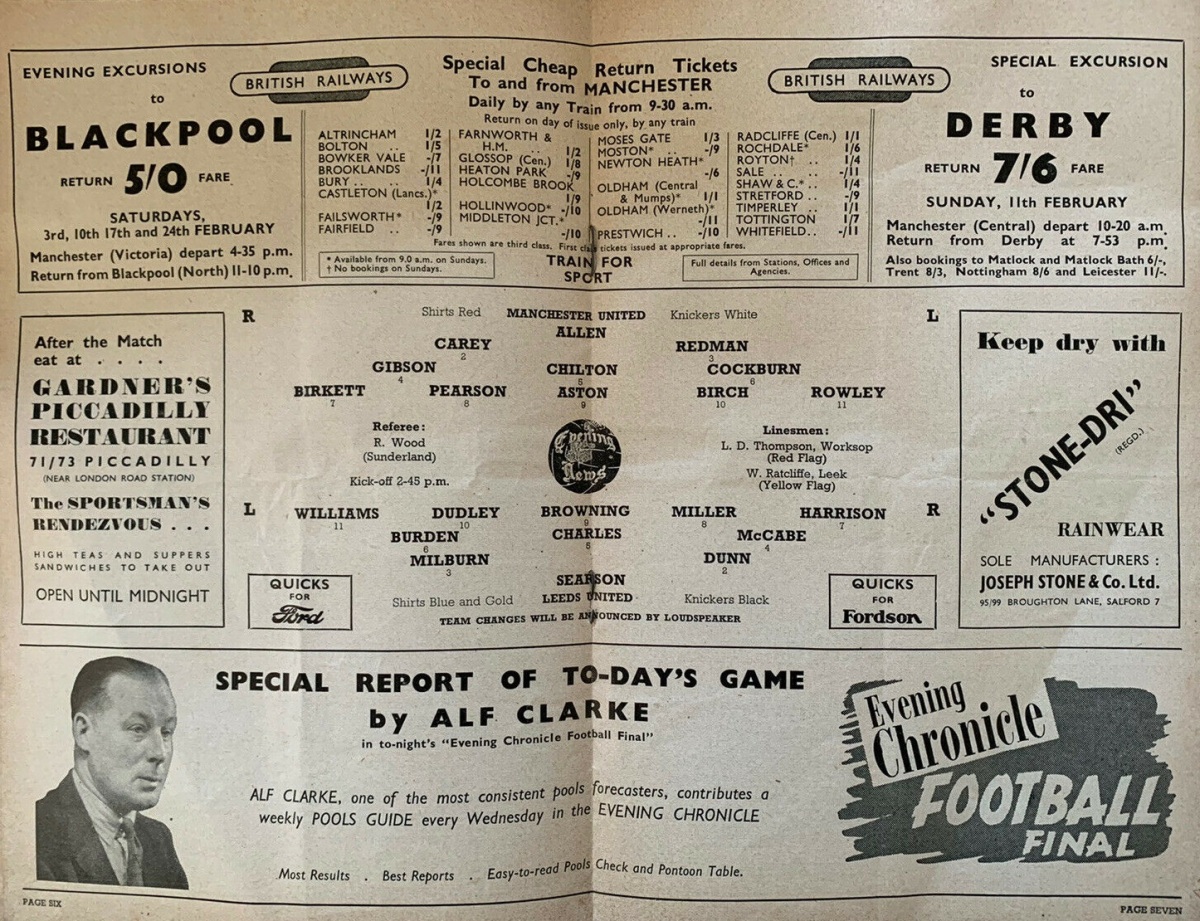 EVENING EXCURSIONS
to
BLACKPOOL
RETURN 5/0 FARE
SATURDAYS,
3rd, 10th 17th and 24th FEBRUARY
Manchester (Victoria) depart 4-35 p.m.
Return from Blackpool (North) 11-10 p.m.
BRITISH RAILWAYS
Special Cheap Return Tickets
To and from MANCHESTER
Daily by any Train from 9-30 a.m.
Return on day of issue only, by any train
ALTRINCHAM 1/2
BOLTON .. 1/5
BOWKER VALE -/7
BROOKLANDS -/11
BURY .. .. 1/4
CASTLETON (Lancs.)*
1/2
FAILSWORTH* -/9
FAIRFIELD .. -/9
FARNWORTH &
H.M. .. 1/2
GLOSSOP (Cen.) 1/8
HEATON PARK -/9
HOLCOMBE BROOK
1/9
HOLLINWOOD* -/10
MIDDLETON JCT.*
-/10
MOSES GATE 1/3
MOSTON* .. -/9
NEWTON HEATH*
-/6
OLDHAM (Central
& Mumps)* 1/1
OLDHAM (Werneth)*
-/11
PRESTWICH .. -/10
RADCLIFFE (Cen.) 1/1
ROCHDALE* 1/6
ROYTON† .. 1/4
SALE .. .. -/11
SHAW & C.* .. 1/4
STRETFORD .. -/9
TIMPERLEY .. 1/1
TOTTINGTON 1/7
WHITEFIELD.. -/11
Fares shown are third class. First class tickets issued at appropriate fares.
* Available from 9.0 a.m. on Sundays.
† No bookings on Sundays.
TRAIN FOR
SPORT
Full details from Stations, Offices and
Agencies.
BRITISH RAILWAYS
SPECIAL EXCURSION
to
DERBY
RETURN 7/6 FARE
SUNDAY, 11th FEBRUARY
Manchester (Central) depart 10-20 a.m.
Return from Derby at 7-53 p.m.
Also bookings to Matlock and Matlock Bath 6/-,
Trent 8/3, Nottingham 8/6 and Leicester 11/-.
After the Match
eat at . . . .
GARDNER'S
PICCADILLY
RESTAURANT
71/73 PICCADILLY
(NEAR LONDON ROAD STATION)
The SPORTSMAN'S
RENDEZVOUS . . .
HIGH TEAS AND SUPPERS
SANDWICHES TO TAKE OUT
OPEN UNTIL MIDNIGHT
R Shirts Red MANCHESTER UNITED Knickers White L
ALLEN
CAREY REDMAN
2 3
GIBSON CHILTON COCKBURN
4 5 6
BIRKETT PEARSON ASTON BIRCH ROWLEY
7 8 9 10 11
Referee:
R. Wood
(Sunderland)
Kick-off 2-45 p.m.
Evening
News
Linesmen:
L. D. Thompson, Worksop
(Red Flag)
W. Ratcliffe, Leek
(Yellow Flag)
L WILLIAMS DUDLEY BROWNING MILLER HARRISON R
11 10 9 8 7
BURDEN CHARLES McCABE
6 5 4
MILBURN DUNN
3 2
SEARSON
Shirts Blue and Gold LEEDS UNITED Knickers Black
TEAM CHANGES WILL BE ANNOUNCED BY LOUDSPEAKER
QUICKS
FOR
Ford
QUICKS
FOR
Fordson
Keep dry with
"STONE-DRI"
(REGD.)
RAINWEAR
SOLE MANUFACTURERS :
JOSEPH STONE & Co. Ltd.
95/99 BROUGHTON LANE, SALFORD 7
SPECIAL REPORT OF TO-DAY'S GAME
by ALF CLARKE
in to-night's "Evening Chronicle Football Final"
ALF CLARKE, one of the most consistent pools forecasters, contributes a
weekly POOLS GUIDE every Wednesday in the EVENING CHRONICLE
Most Results . Best Reports . Easy-to-read Pools Check and Pontoon Table.
Evening
Chronicle
FOOTBALL
FINAL
PAGE SIX
PAGE SEVEN